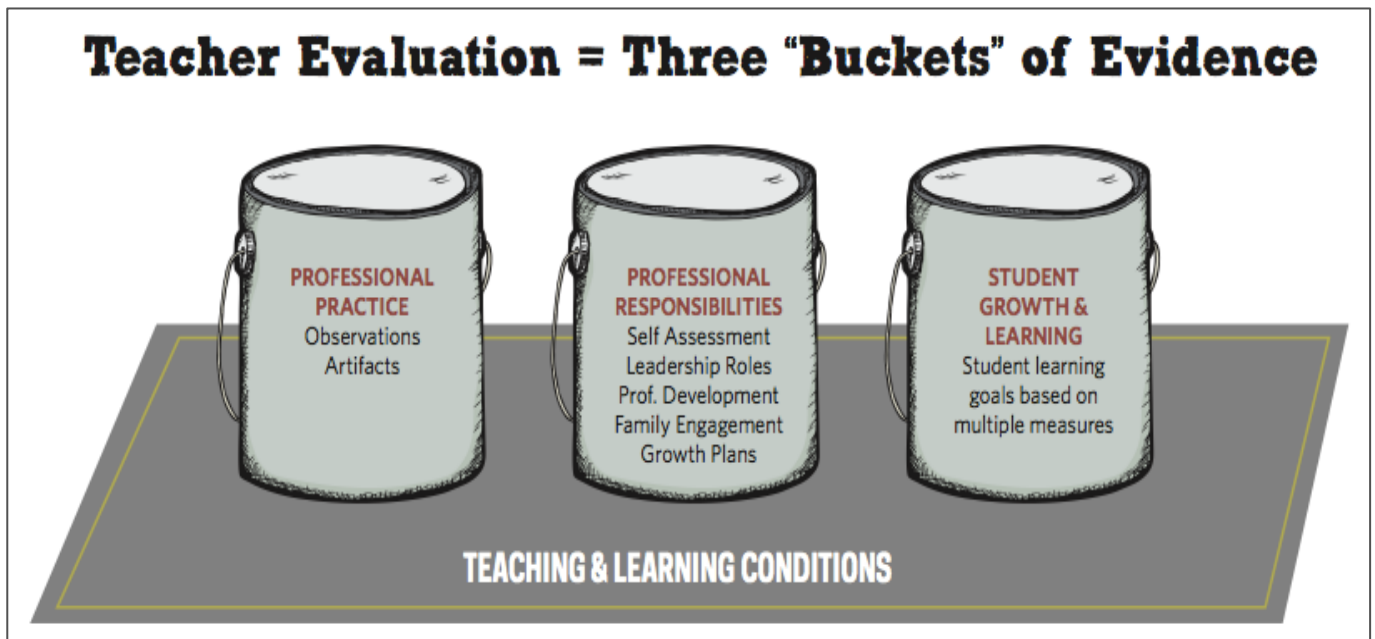 Teacher Evaluation = Three “Buckets” of Evidence
PROFESSIONAL
PRACTICE
Observations
Artifacts
PROFESSIONAL
RESPONSIBILITIES
Self Assessment
Leadership Roles
Prof. Development
Family Engagement
Growth Plans
STUDENT
GROWTH &
LEARNING
Student learning
goals based on
multiple measures
TEACHING & LEARNING CONDITIONS